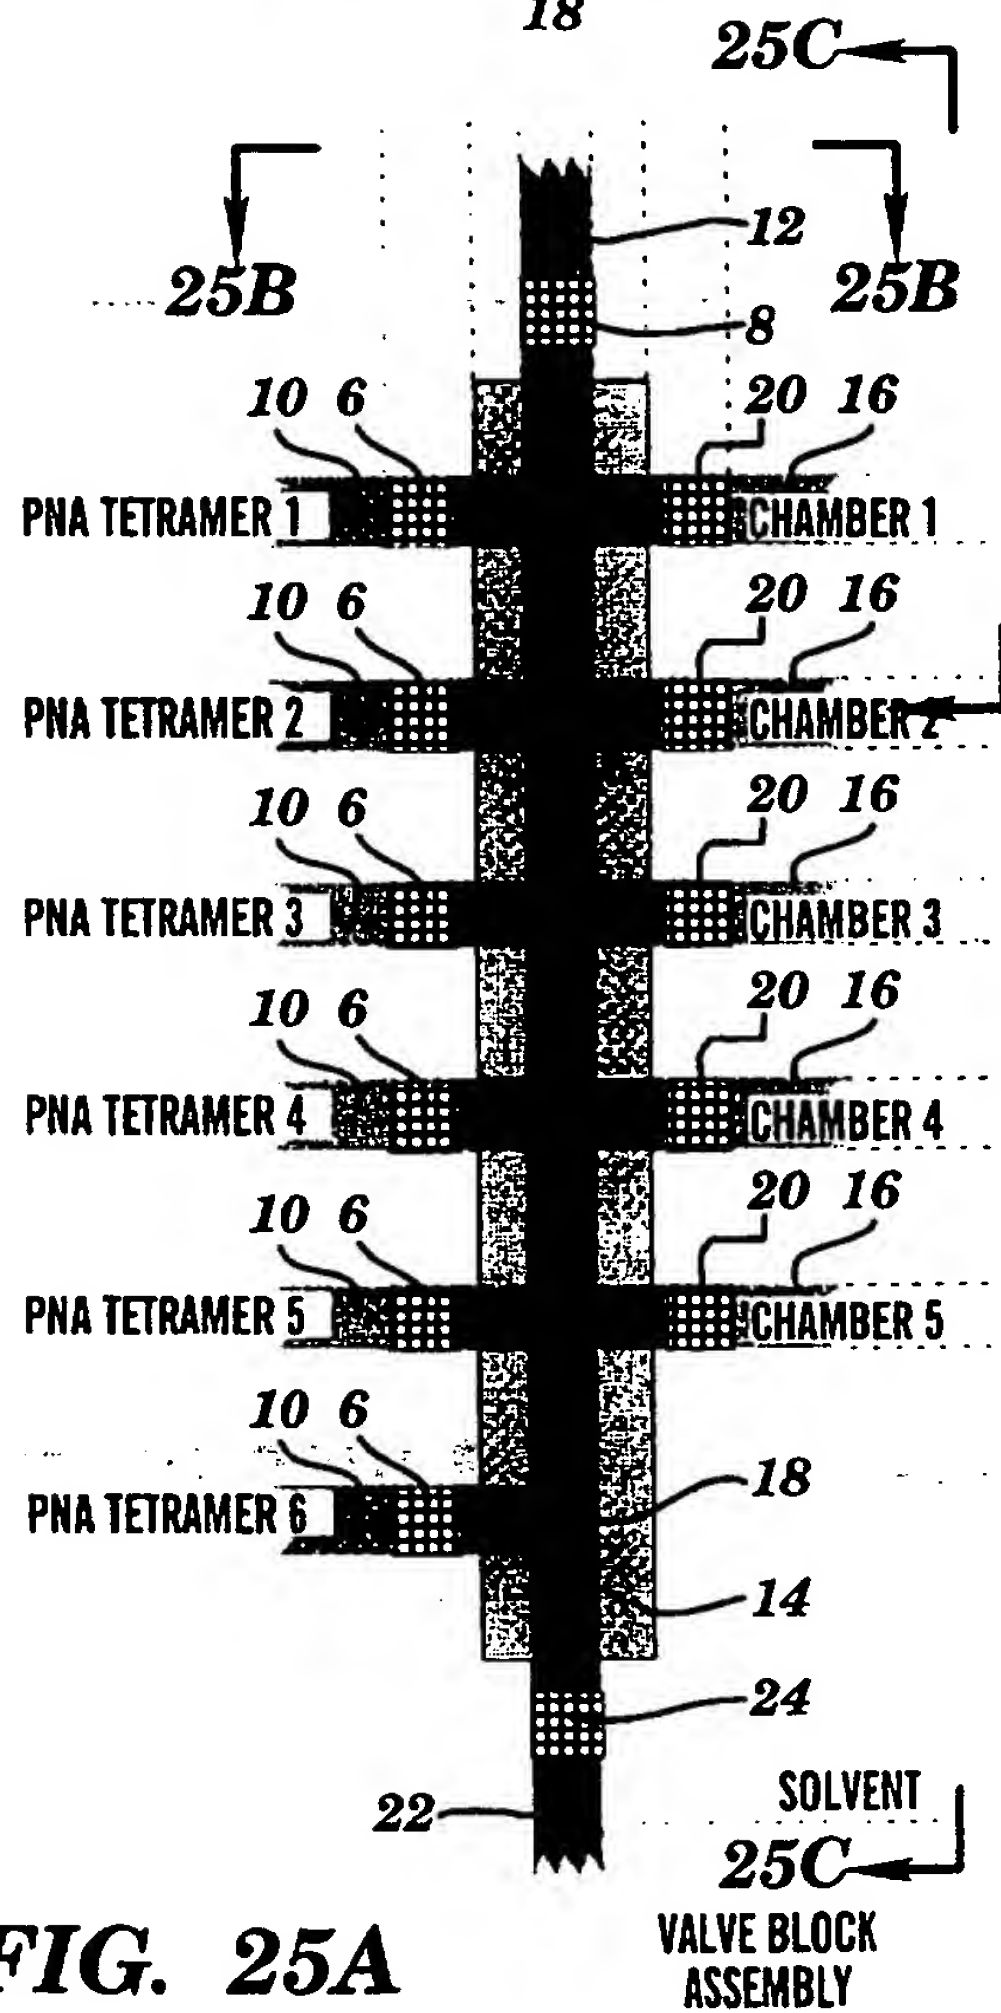 18
25C
12
25B 25B
8
10 6 20 16
PNA TETRAMER 1 CHAMBER 1
10 6 20 16
PNA TETRAMER 2 CHAMBER 2
10 6 20 16
PNA TETRAMER 3 CHAMBER 3
10 6 20 16
PNA TETRAMER 4 CHAMBER 4
10 6 20 16
PNA TETRAMER 5 CHAMBER 5
10 6
18
PNA TETRAMER 6
14
24
SOLVENT
22
25C
FIG. 25A
VALVE BLOCK
ASSEMBLY